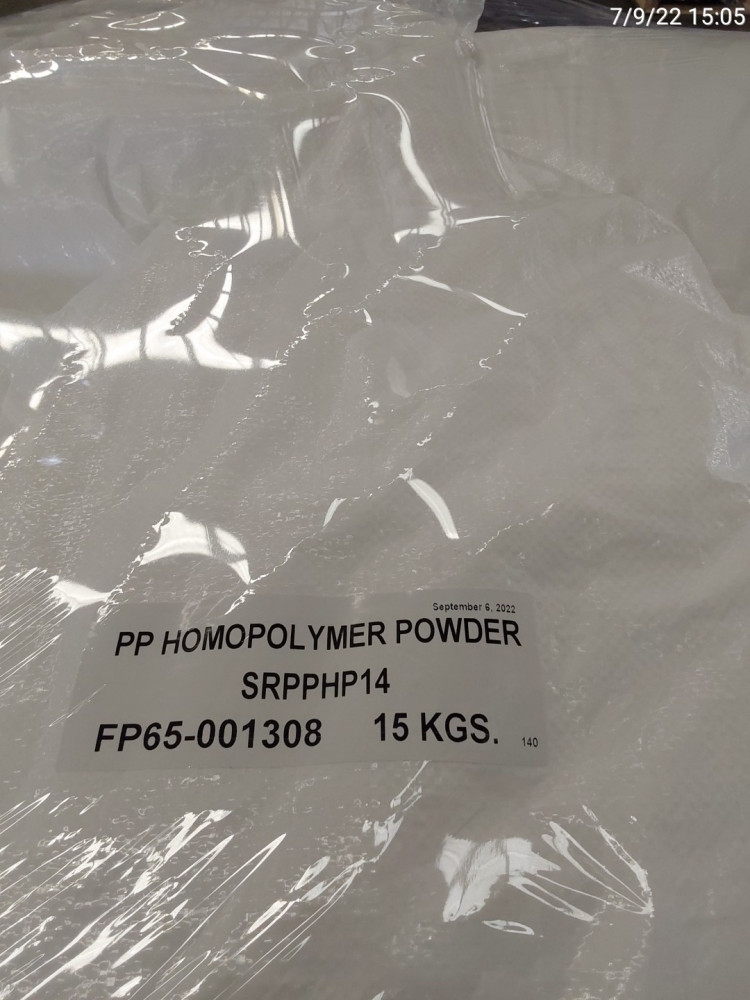 7/9/22 15:05
September 6, 2022
PP HOMOPOLYMER POWDER
SRPPHP14
FP65-001308 15 KGS. 140